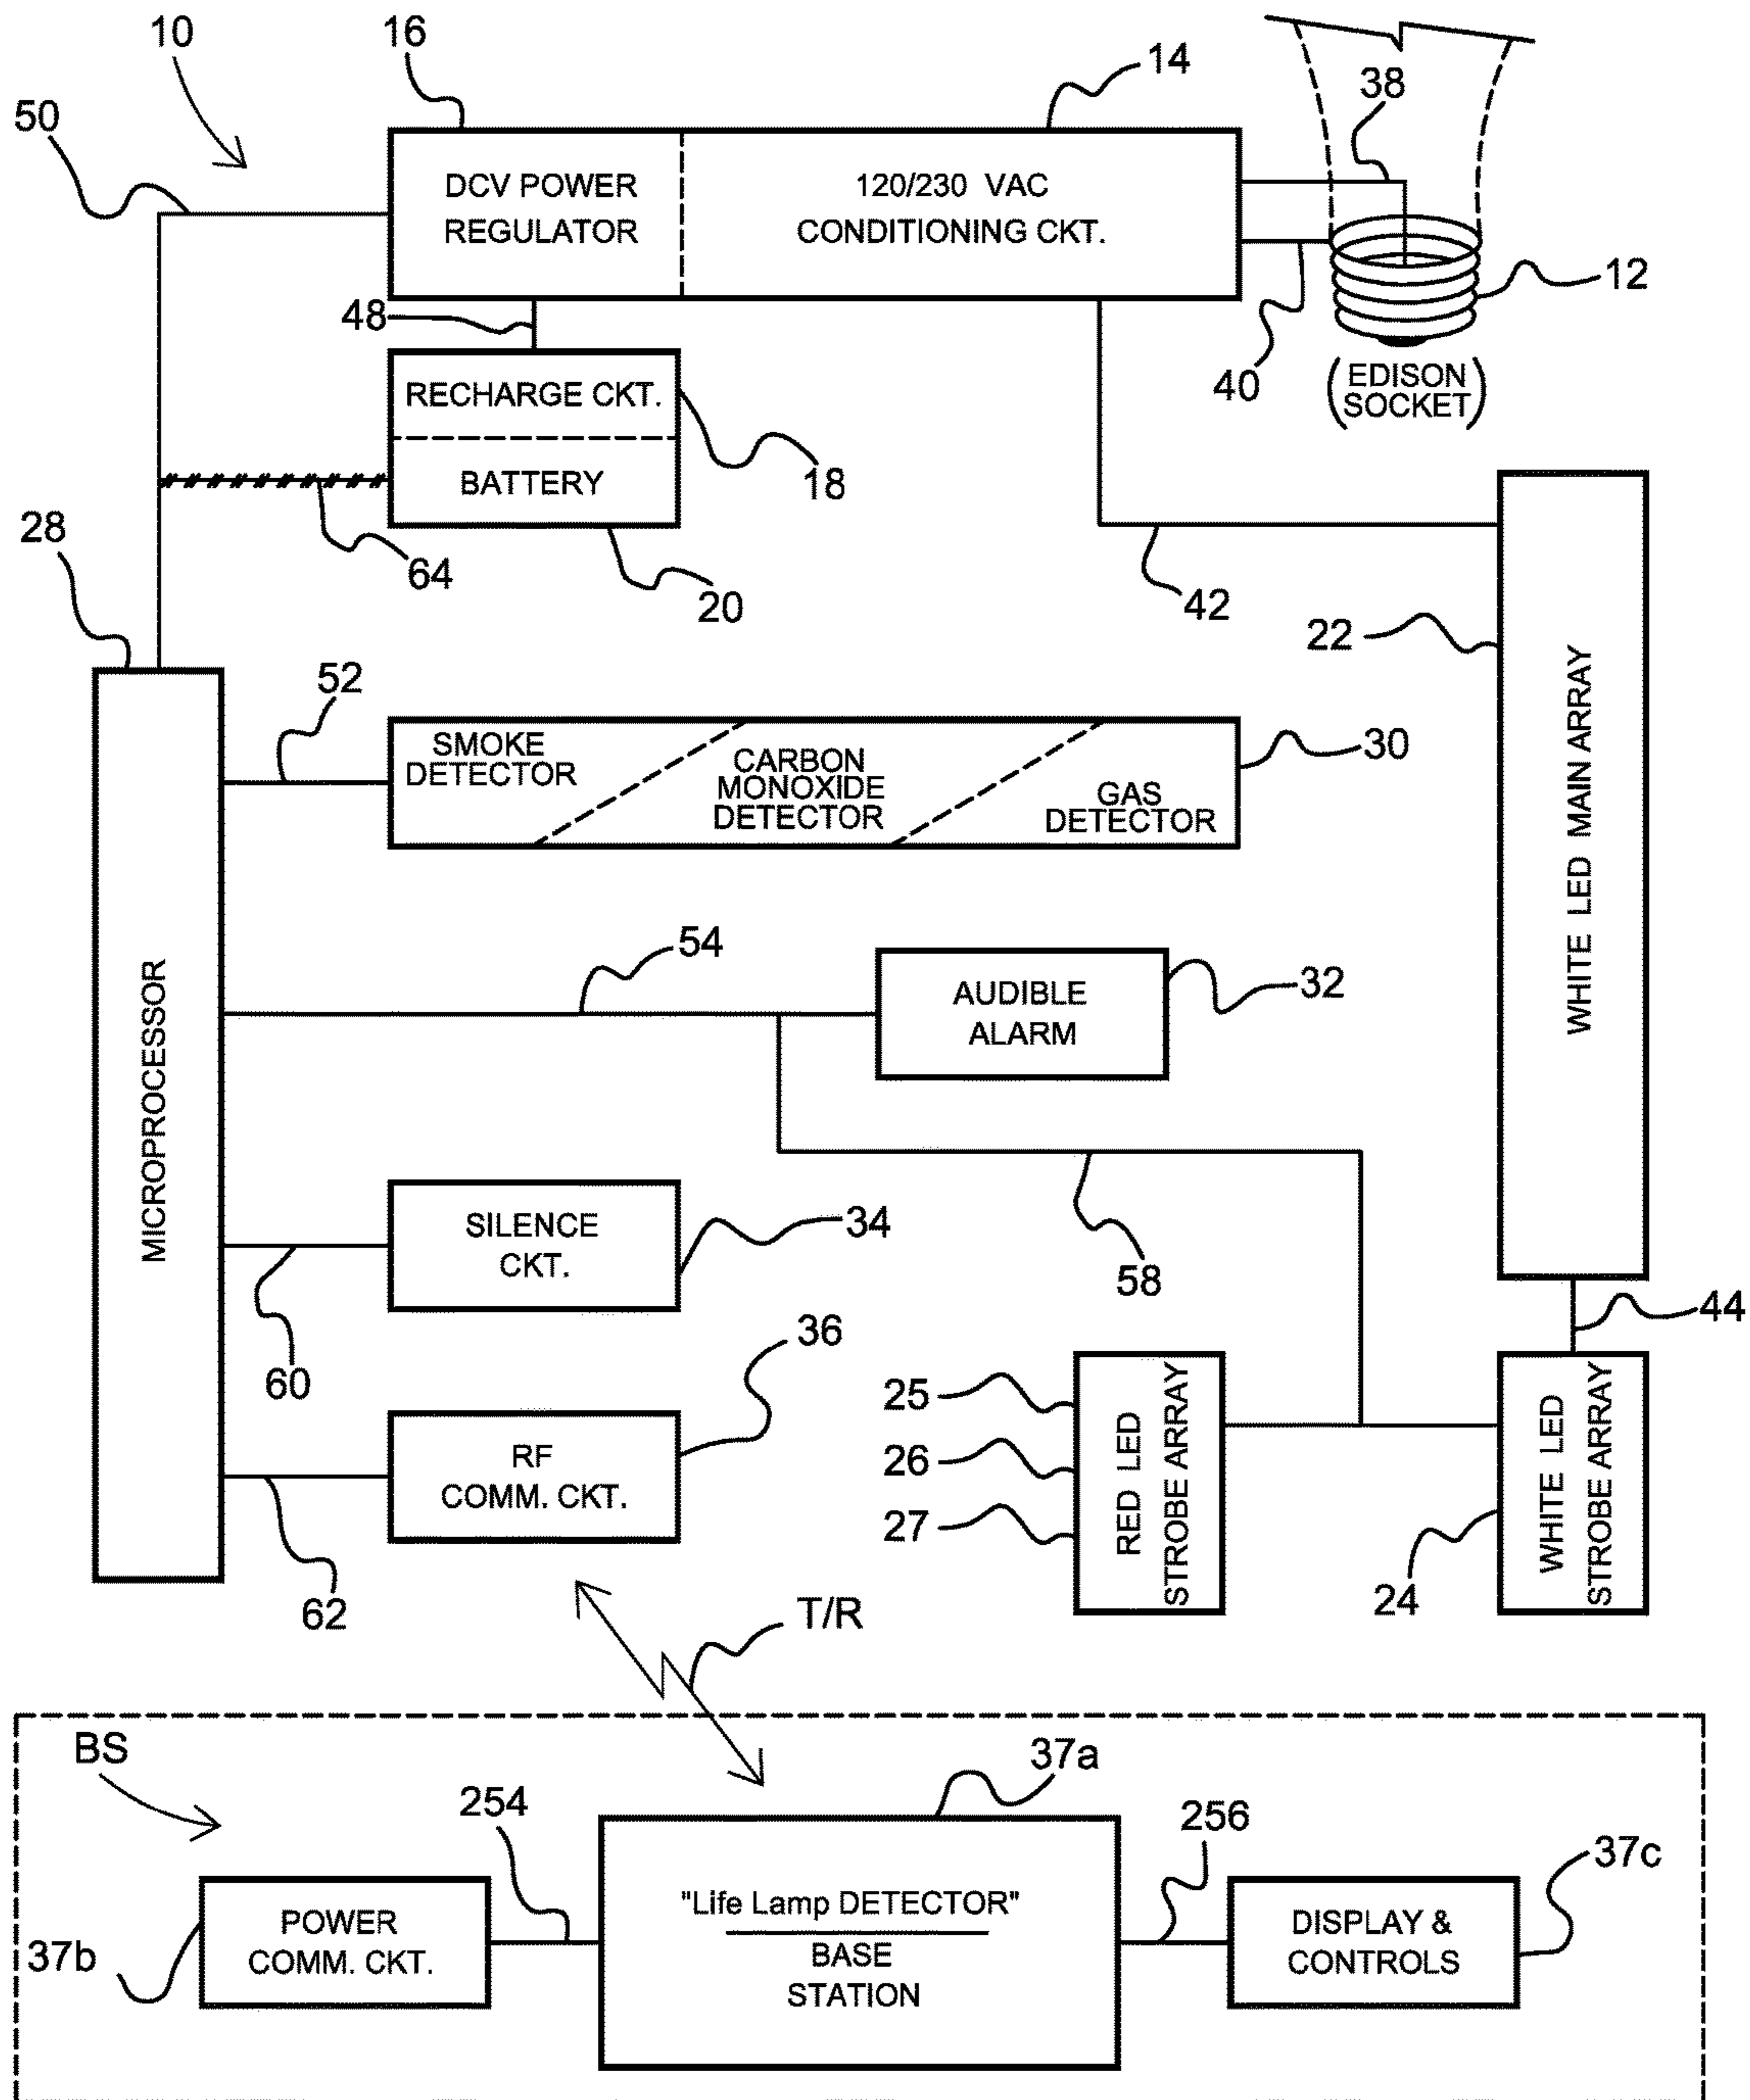 10
16
14
38
50
DCV POWER
REGULATOR
120/230 VAC
CONDITIONING CKT.
12
48
40
(EDISON
SOCKET)
RECHARGE CKT.
BATTERY
18
64
20
42
28
22
52
SMOKE
DETECTOR
CARBON
MONOXIDE
DETECTOR
GAS
DETECTOR
30
WHITE LED MAIN ARRAY
MICROPROCESSOR
54
AUDIBLE
ALARM
32
SILENCE
CKT.
34
58
60
44
36
RF
COMM. CKT.
62
25
26
27
RED LED
STROBE ARRAY
24
WHITE LED
STROBE ARRAY
T/R
BS
37a
254
256
37c
37b
POWER
COMM. CKT.
"Life Lamp DETECTOR"
BASE
STATION
DISPLAY &
CONTROLS